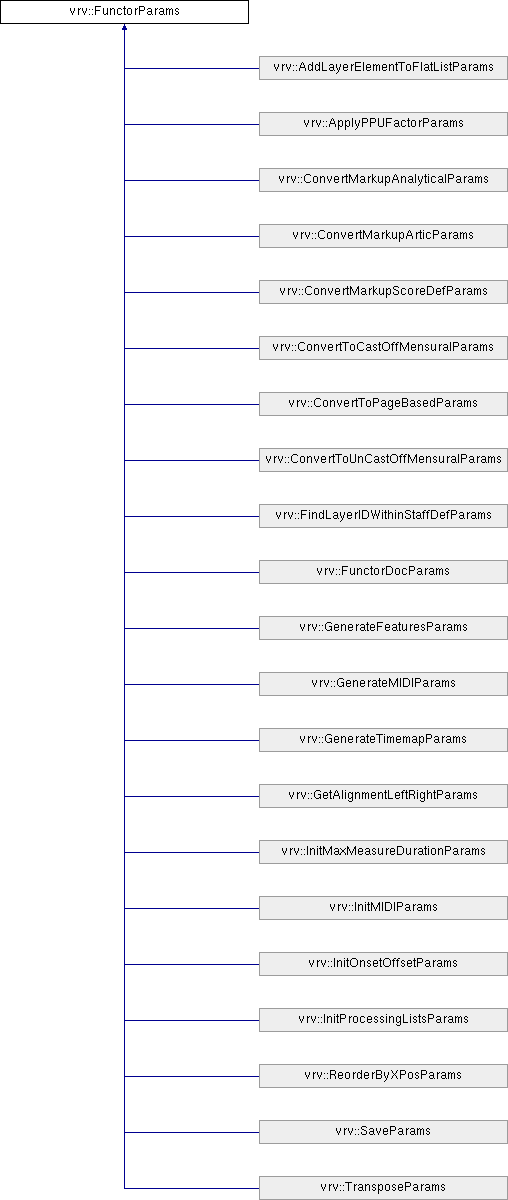 vrv::FunctorParams
vrv::AddLayerElementToFlatListParams
vrv::ApplyPPUFactorParams
vrv::ConvertMarkupAnalyticalParams
vrv::ConvertMarkupArticParams
vrv::ConvertMarkupScoreDefParams
vrv::ConvertToCastOffMensuralParams
vrv::ConvertToPageBasedParams
vrv::ConvertToUnCastOffMensuralParams
vrv::FindLayerIDWithinStaffDefParams
vrv::FunctorDocParams
vrv::GenerateFeaturesParams
vrv::GenerateMIDIParams
vrv::GenerateTimemapParams
vrv::GetAlignmentLeftRightParams
vrv::InitMaxMeasureDurationParams
vrv::InitMIDIParams
vrv::InitOnsetOffsetParams
vrv::InitProcessingListsParams
vrv::ReorderByXPosParams
vrv::SaveParams
vrv::TransposeParams